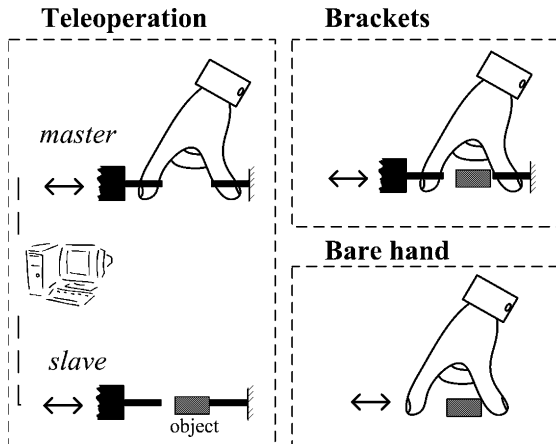 Teleoperation
master
slave
object
Brackets
Bare hand